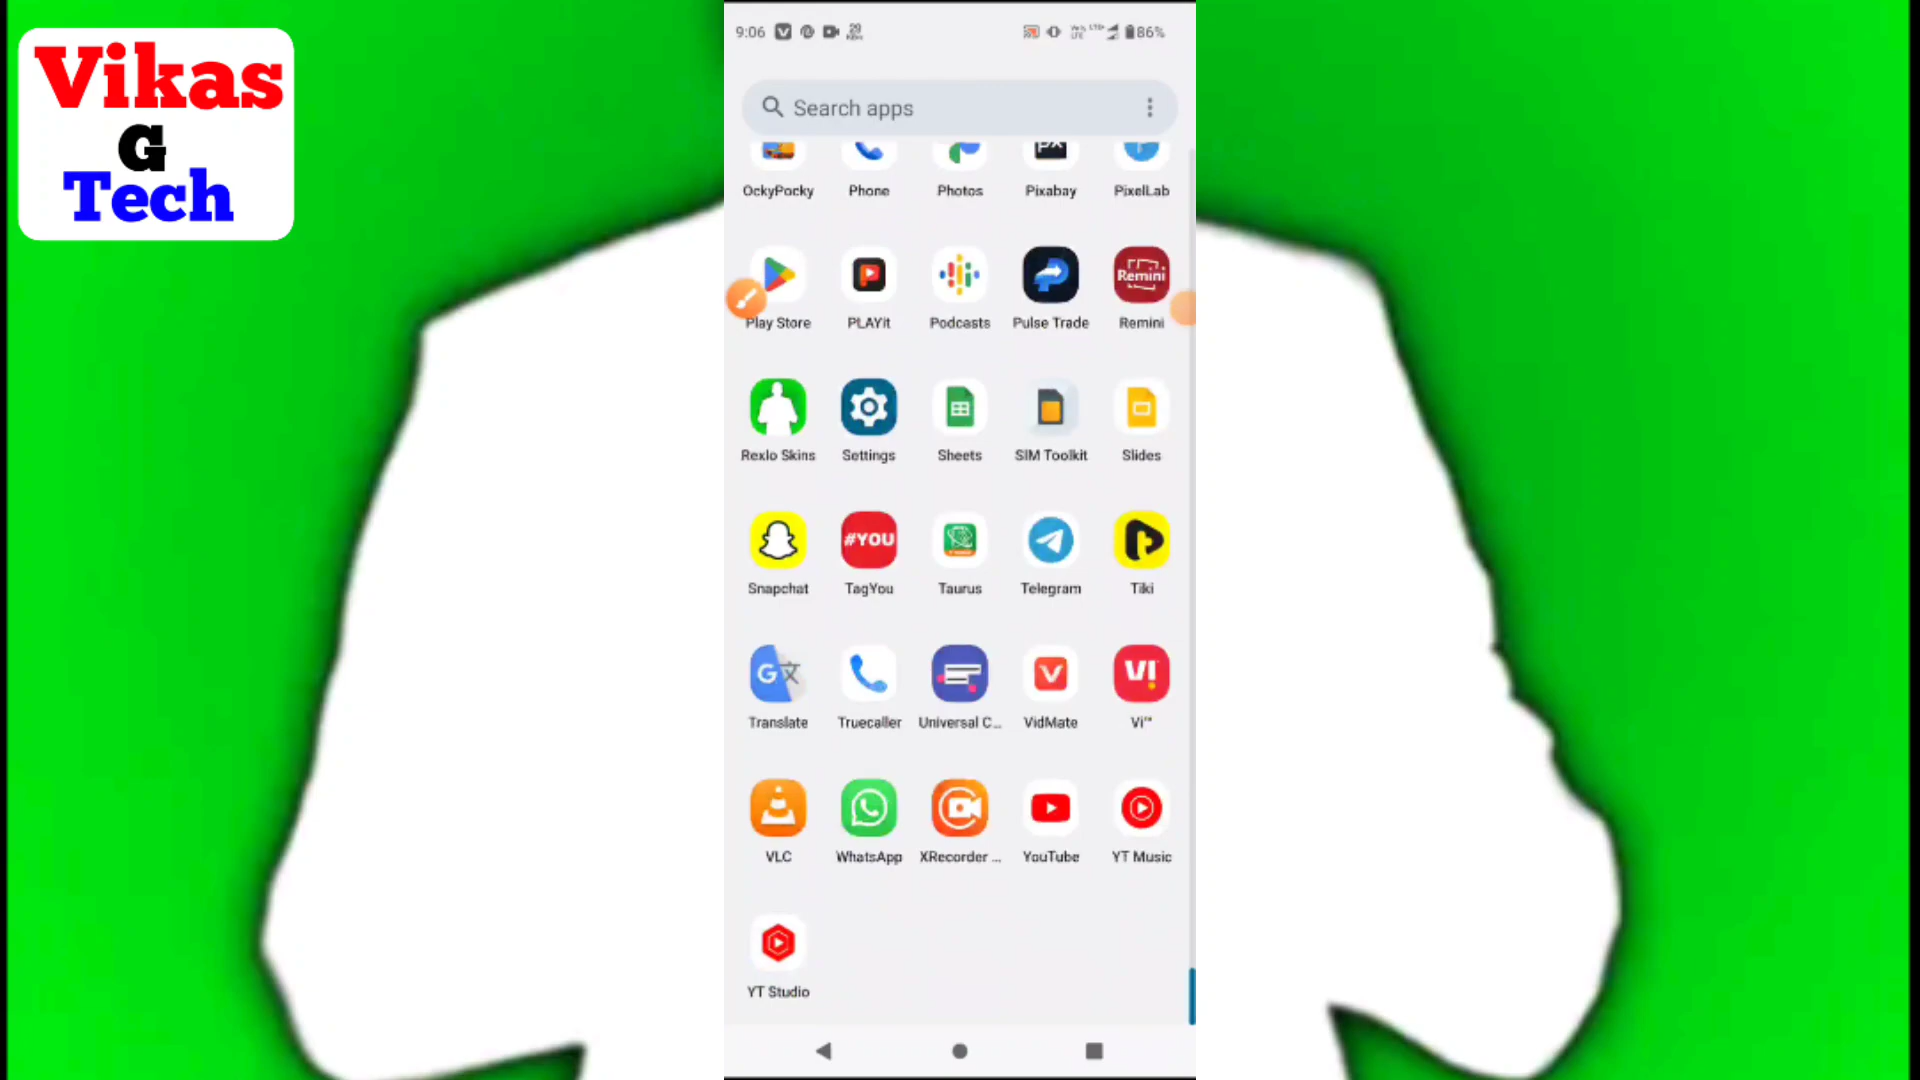 Vikas
G
Tech
9:06
86%
Search apps
OckyPocky Phone Photos Pixabay PixelLab
Play Store PLAYit Podcasts Pulse Trade Remini
Rexlo Skins Settings Sheets SIM Toolkit Slides
#YOU
Snapchat TagYou Taurus Telegram Tiki
Translate Truecaller Universal C... VidMate Vi™
VLC WhatsApp XRecorder ... YouTube YT Music
YT Studio